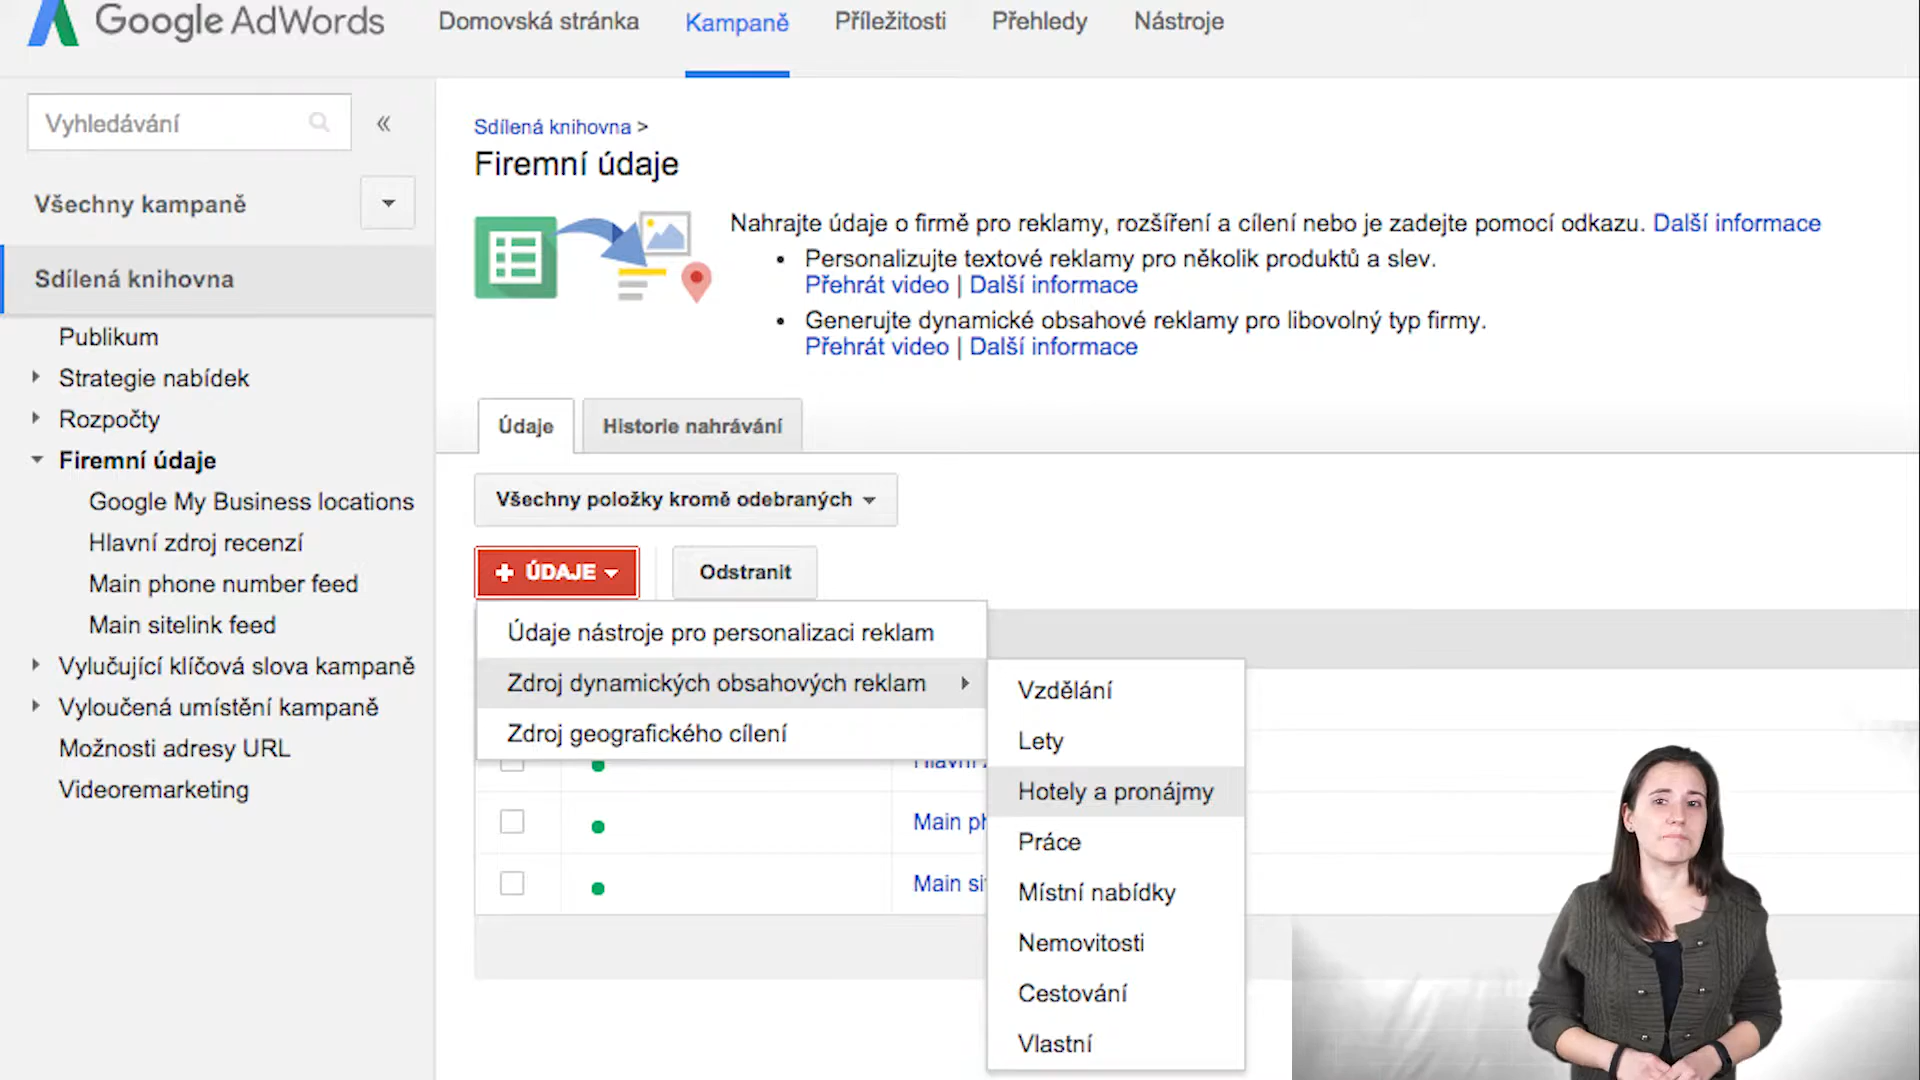 Google AdWords
Domovská stránka
Kampaně
Příležitosti
Přehledy
Nástroje
Vyhledávání
«
Všechny kampaně
Sdílená knihovna
Publikum
Strategie nabídek
Rozpočty
Firemní údaje
Google My Business locations
Hlavní zdroj recenzí
Main phone number feed
Main sitelink feed
Vylučující klíčová slova kampaně
Vyloučená umístění kampaně
Možnosti adresy URL
Videoremarketing
Sdílená knihovna >
Firemní údaje
Nahrajte údaje o firmě pro reklamy, rozšíření a cílení nebo je zadejte pomocí odkazu. Další informace
• Personalizujte textové reklamy pro několik produktů a slev.
Přehrát video | Další informace
• Generujte dynamické obsahové reklamy pro libovolný typ firmy.
Přehrát video | Další informace
Údaje
Historie nahrávání
Všechny položky kromě odebraných
+ ÚDAJE
Odstranit
Údaje nástroje pro personalizaci reklam
Zdroj dynamických obsahových reklam
Zdroj geografického cílení
Vzdělání
Lety
Hotely a pronájmy
Práce
Místní nabídky
Nemovitosti
Cestování
Vlastní
Main
Main